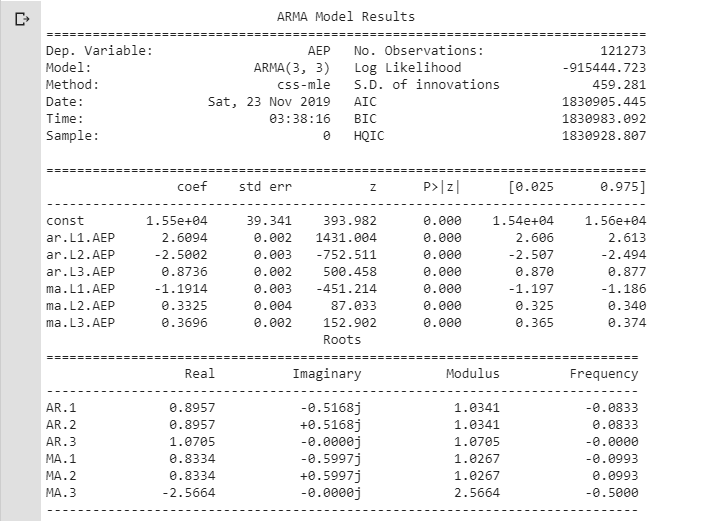 ARMA Model Results
==============================================================================
Dep. Variable: AEP No. Observations: 121273
Model: ARMA(3, 3) Log Likelihood -915444.723
Method: css-mle S.D. of innovations 459.281
Date: Sat, 23 Nov 2019 AIC 1830905.445
Time: 03:38:16 BIC 1830983.092
Sample: 0 HQIC 1830928.807
==============================================================================
coef std err z P>|z| [0.025 0.975]
------------------------------------------------------------------------------
const 1.55e+04 39.341 393.982 0.000 1.54e+04 1.56e+04
ar.L1.AEP 2.6094 0.002 1431.004 0.000 2.606 2.613
ar.L2.AEP -2.5002 0.003 -752.511 0.000 -2.507 -2.494
ar.L3.AEP 0.8736 0.002 500.458 0.000 0.870 0.877
ma.L1.AEP -1.1914 0.003 -451.214 0.000 -1.197 -1.186
ma.L2.AEP 0.3325 0.004 87.033 0.000 0.325 0.340
ma.L3.AEP 0.3696 0.002 152.902 0.000 0.365 0.374
Roots
=============================================================================
Real Imaginary Modulus Frequency
-----------------------------------------------------------------------------
AR.1 0.8957 -0.5168j 1.0341 -0.0833
AR.2 0.8957 +0.5168j 1.0341 0.0833
AR.3 1.0705 -0.0000j 1.0705 -0.0000
MA.1 0.8334 -0.5997j 1.0267 -0.0993
MA.2 0.8334 +0.5997j 1.0267 0.0993
MA.3 -2.5664 -0.0000j 2.5664 -0.5000
-----------------------------------------------------------------------------